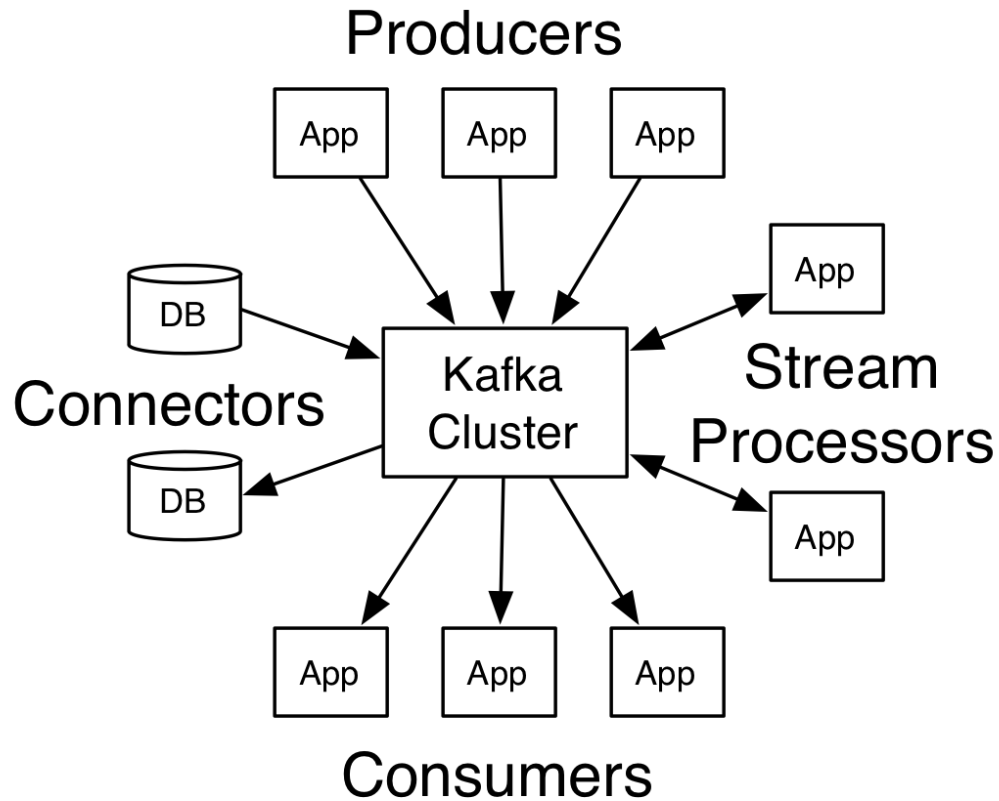 Producers
App
App
App
App
DB
Stream
Processors
Kafka
Cluster
Connectors
DB
App
App
App
App
Consumers